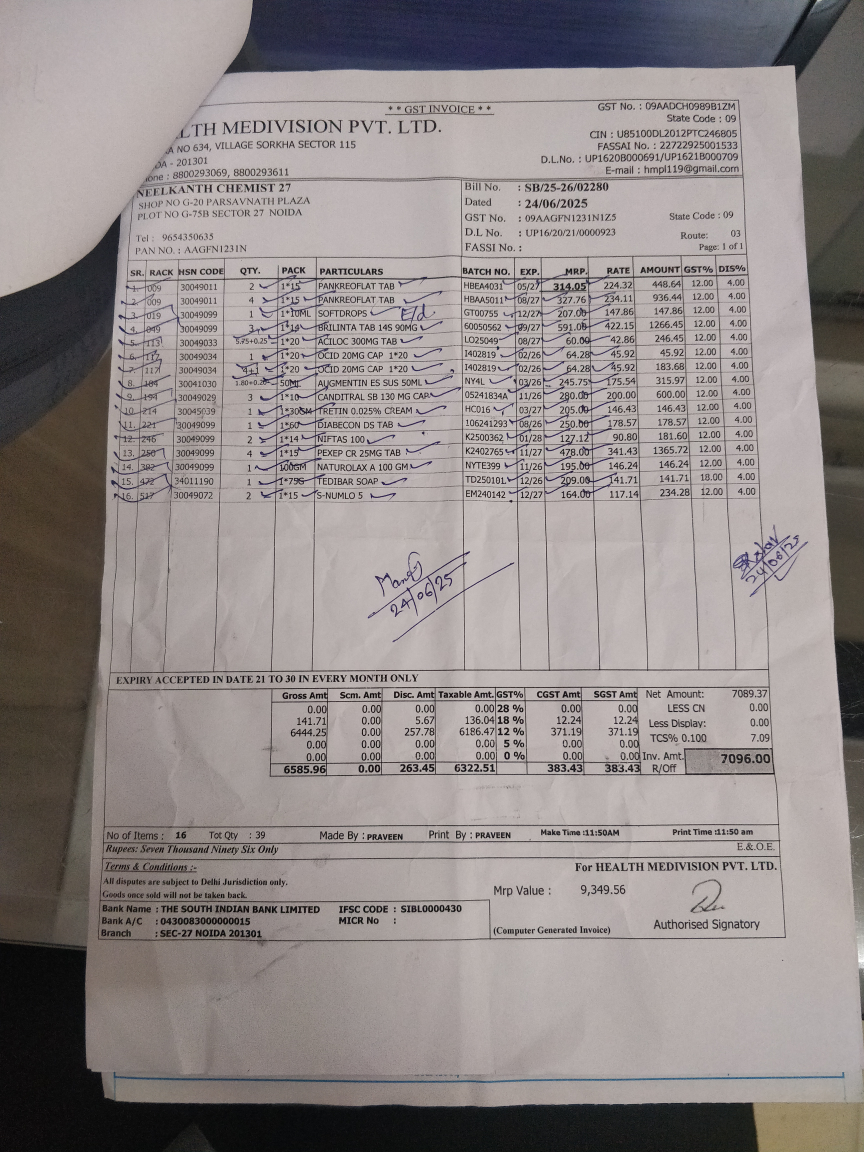 ** GST INVOICE **
GST No. : 09AADCH0989B1ZM
State Code : 09
LTH MEDIVISION PVT. LTD.
CIN : U85100DL2012PTC246805
A NO 634, VILLAGE SORKHA SECTOR 115
FASSAI No. : 22722925001533
DA - 201301
D.L.No. : UP1620B000691/UP1621B000709
one : 8800293069, 8800293611
E-mail : hmpl119@gmail.com
NEELKANTH CHEMIST 27
SHOP NO G-20 PARSAVNATH PLAZA
PLOT NO G-75B SECTOR 27 NOIDA
Tel : 9654350635
PAN NO. : AAGFN1231N
Bill No. : SB/25-26/02280
Dated : 24/06/2025
GST No. : 09AAGFN1231N1Z5 State Code : 09
D.L No. : UP16/20/21/0000923 Route: 03
FASSI No. : Page: 1 of 1
SR. RACK HSN CODE QTY. PACK PARTICULARS BATCH NO. EXP. MRP. RATE AMOUNT GST% DIS%
1. 009 30049011 2 1*15 PANKREOFLAT TAB HBEA4031 05/27 314.05 224.32 448.64 12.00 4.00
2. 009 30049011 4 1*15 PANKREOFLAT TAB HBAA5011 08/27 327.76 234.11 936.44 12.00 4.00
3. 019 30049099 1 1*10ML SOFTDROPS E/d GT00755 12/27 207.00 147.86 147.86 12.00 4.00
4. 049 30049099 3 1*14 BRILINTA TAB 14S 90MG 60050562 09/27 591.00 422.15 1266.45 12.00 4.00
5. 113 30049033 5.75+0.25 1*20 ACILOC 300MG TAB LO25049 08/27 60.00 42.86 246.45 12.00 4.00
6. 117 30049034 1 1*20 OCID 20MG CAP 1*20 I402819 02/26 64.28 45.92 45.92 12.00 4.00
7. 117 30049034 4+1 1*20 OCID 20MG CAP 1*20 I402819 02/26 64.28 45.92 183.68 12.00 4.00
8. 184 30041030 1.80+0.20 50ML AUGMENTIN ES SUS 50ML NY4L 03/26 245.75 175.54 315.97 12.00 4.00
9. 194 30049029 3 1*10 CANDITRAL SB 130 MG CAP 05241834A 11/26 280.00 200.00 600.00 12.00 4.00
10. 214 30045039 1 1*30GM TRETIN 0.025% CREAM HC016 03/27 205.00 146.43 146.43 12.00 4.00
11. 221 30049099 1 1*60 DIABECON DS TAB 106241293 08/26 250.00 178.57 178.57 12.00 4.00
12. 246 30049099 2 1*14 NIFTAS 100 K2500362 01/28 127.12 90.80 181.60 12.00 4.00
13. 250 30049099 4 1*15 PEXEP CR 25MG TAB K2402765 11/27 478.00 341.43 1365.72 12.00 4.00
14. 382 30049099 1 100GM NATUROLAX A 100 GM NYTE399 11/26 195.00 146.24 146.24 12.00 4.00
15. 472 34011190 1 1*75G TEDIBAR SOAP TD250101 12/26 209.00 141.71 141.71 18.00 4.00
16. 517 30049072 2 1*15 S-NUMLO 5 EM240142 12/27 164.00 117.14 234.28 12.00 4.00
24/06/25
24/06/25
EXPIRY ACCEPTED IN DATE 21 TO 30 IN EVERY MONTH ONLY
Gross Amt Scm. Amt Disc. Amt Taxable Amt. GST% CGST Amt SGST Amt
0.00 0.00 0.00 0.00 28 % 0.00 0.00
141.71 0.00 5.67 136.04 18 % 12.24 12.24
6444.25 0.00 257.78 6186.47 12 % 371.19 371.19
0.00 0.00 0.00 0.00 5 % 0.00 0.00
0.00 0.00 0.00 0.00 0 % 0.00 0.00
6585.96 0.00 263.45 6322.51 383.43 383.43
Net Amount: 7089.37
LESS CN 0.00
Less Display: 0.00
TCS% 0.100 7.09
Inv. Amt. 7096.00
R/Off
No of Items : 16 Tot Qty : 39 Made By : PRAVEEN Print By : PRAVEEN Make Time :11:50AM Print Time :11:50 am
Rupees: Seven Thousand Ninety Six Only E.&.O.E.
Terms & Conditions :-
All disputes are subject to Delhi Jurisdiction only.
Goods once sold will not be taken back.
For HEALTH MEDIVISION PVT. LTD.
Mrp Value : 9,349.56
Bank Name : THE SOUTH INDIAN BANK LIMITED IFSC CODE : SIBL0000430
Bank A/C : 0430083000000015 MICR No :
Branch : SEC-27 NOIDA 201301
(Computer Generated Invoice)
Authorised Signatory